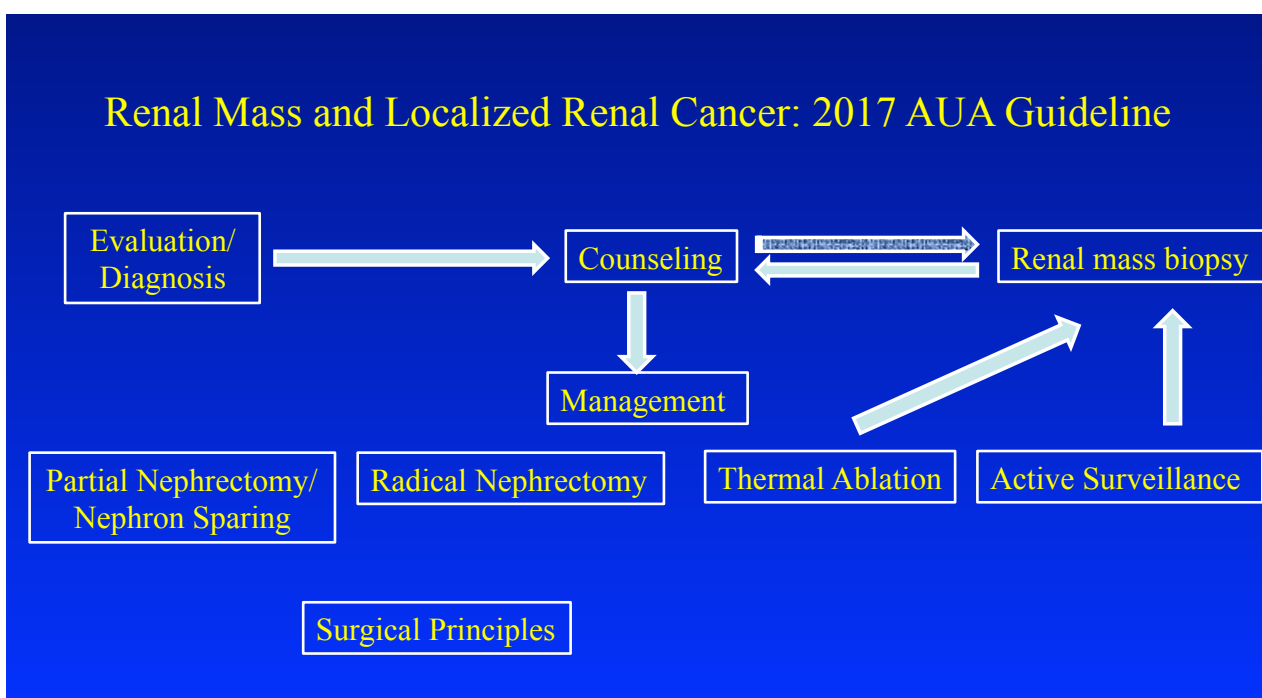 Renal Mass and Localized Renal Cancer: 2017 AUA Guideline
Evaluation/
Diagnosis
Counseling
Renal mass biopsy
Management
Partial Nephrectomy/
Nephron Sparing
Radical Nephrectomy
Thermal Ablation
Active Surveillance
Surgical Principles